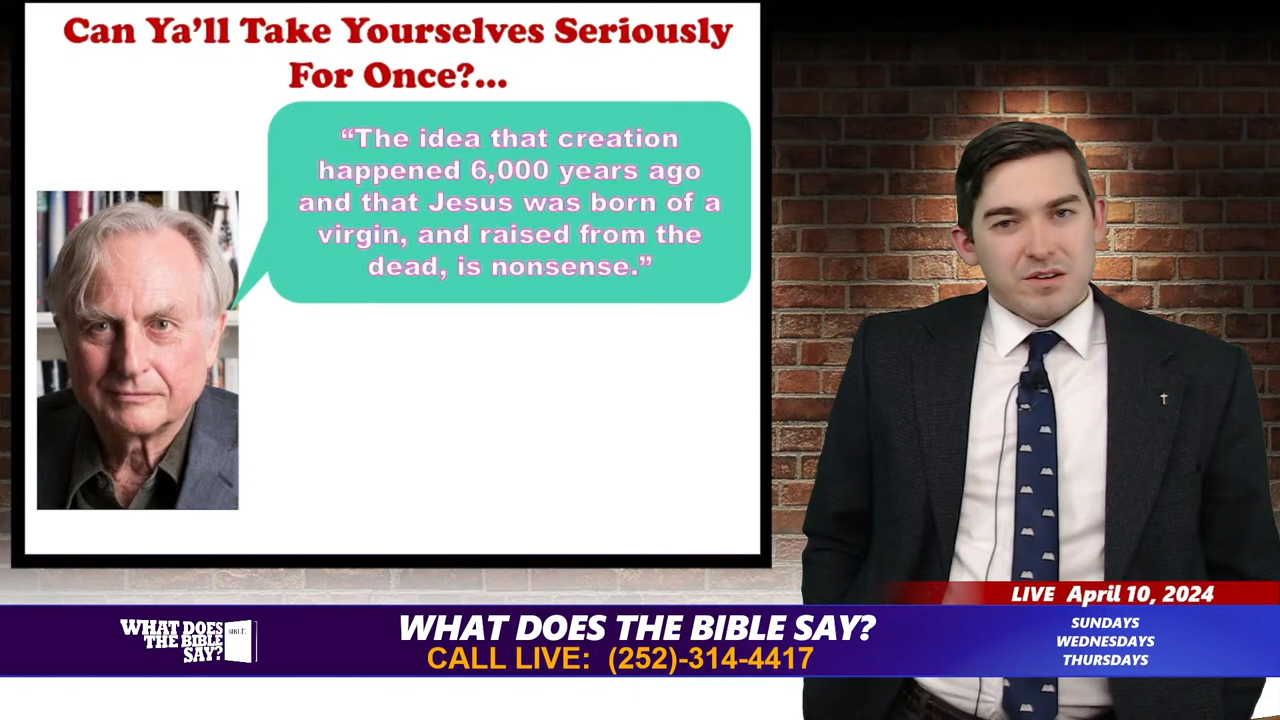 Can Ya'll Take Yourselves Seriously
For Once?...
“The idea that creation
happened 6,000 years ago
and that Jesus was born of a
virgin, and raised from the
dead, is nonsense.”
LIVE April 10, 2024
WHAT DOES
THE BIBLE
SAY?
BIBLE
WHAT DOES THE BIBLE SAY?
CALL LIVE: (252)-314-4417
SUNDAYS
WEDNESDAYS
THURSDAYS